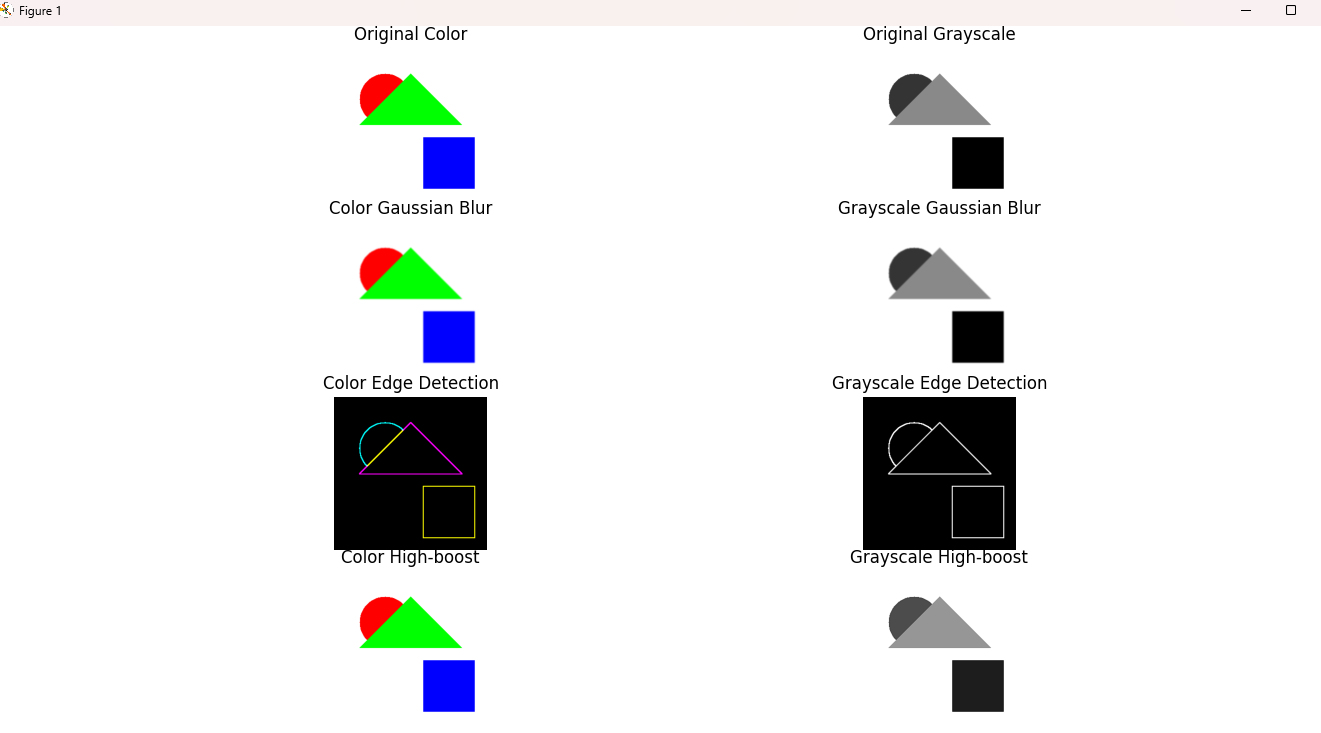 Figure 1
Original Color
Original Grayscale
Color Gaussian Blur
Grayscale Gaussian Blur
Color Edge Detection
Grayscale Edge Detection
Color High-boost
Grayscale High-boost